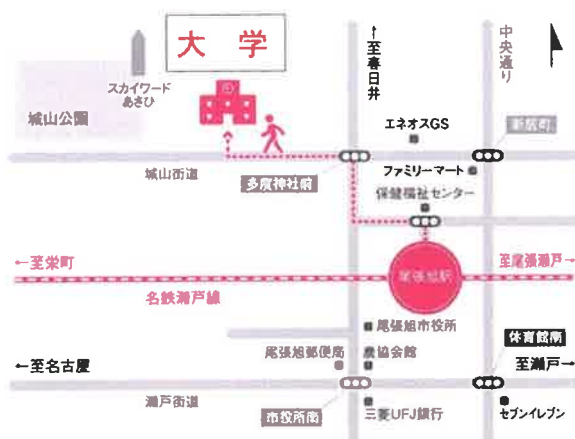 大 学
スカイワード
あさひ
城山公園
↑至春日井
中央通り
エネオスGS
新居町
城山街道
多度神社前
ファミリーマート
保健福祉センター
←至栄町
尾張旭駅
至尾張瀬戸→
名鉄瀬戸線
尾張旭市役所
体育館南
尾張旭郵便局
農協会館
←至名古屋
至瀬戸→
瀬戸街道
市役所南
三菱UFJ銀行
セブンイレブン